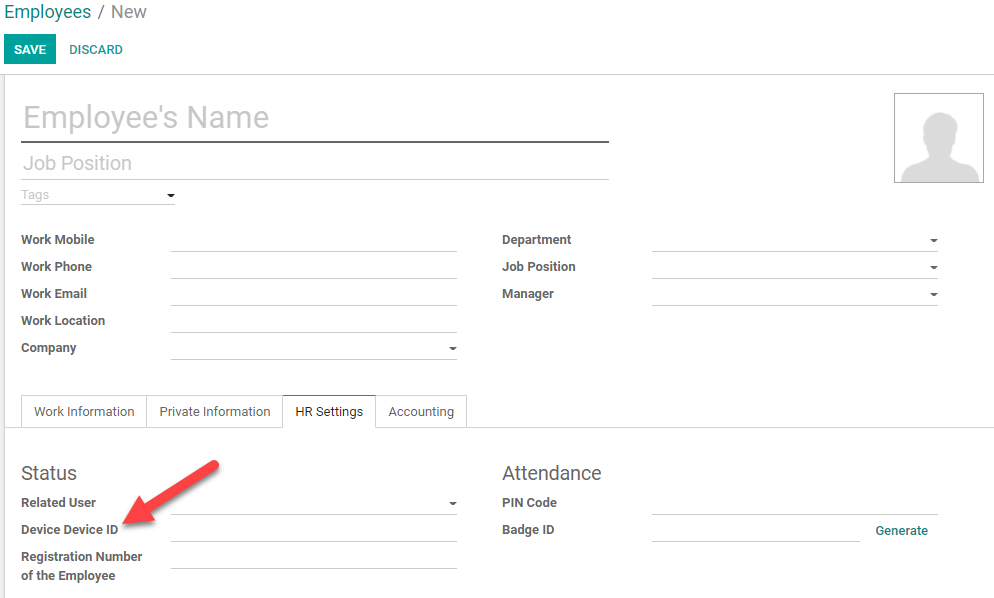 Employees / New
SAVE DISCARD
Employee's Name
Job Position
Tags
Work Mobile
Work Phone
Work Email
Work Location
Company
Department
Job Position
Manager
Work Information Private Information HR Settings Accounting
Status
Related User
Device Device ID
Registration Number
of the Employee
Attendance
PIN Code
Badge ID Generate